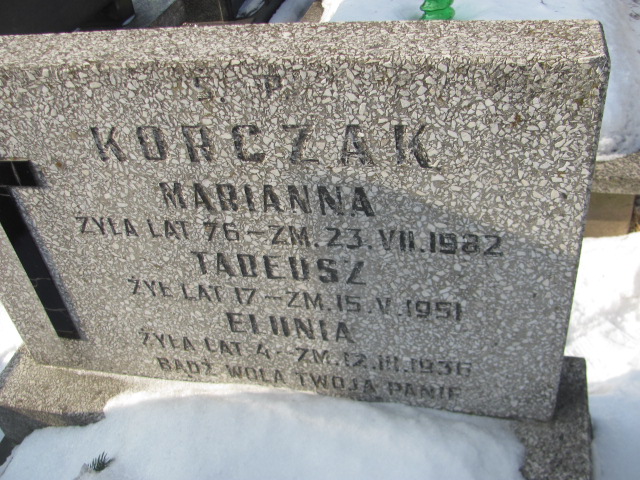 Ś. P.
KORCZAK
MARIANNA
ŻYŁA LAT 76 - ZM. 23.VII.1982
TADEUSZ
ŻYŁ LAT 17 - ZM. 15.V.1951
ELUNIA
ŻYŁA LAT 4 - ZM. 12.III.1936
BĄDŹ WOLA TWOJA PANIE